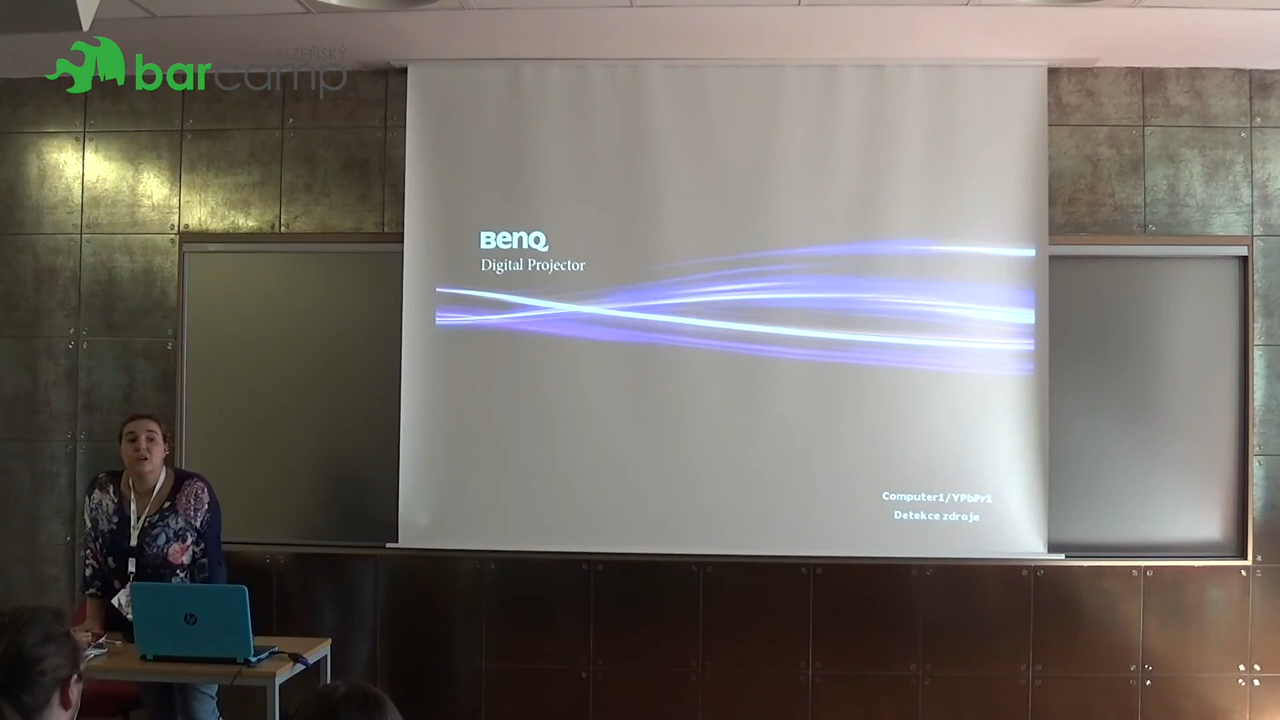 PLZEŇSKÝ
barcamp
BenQ
Digital Projector
Computer1/YPbPr1
Detekce zdroje
hp